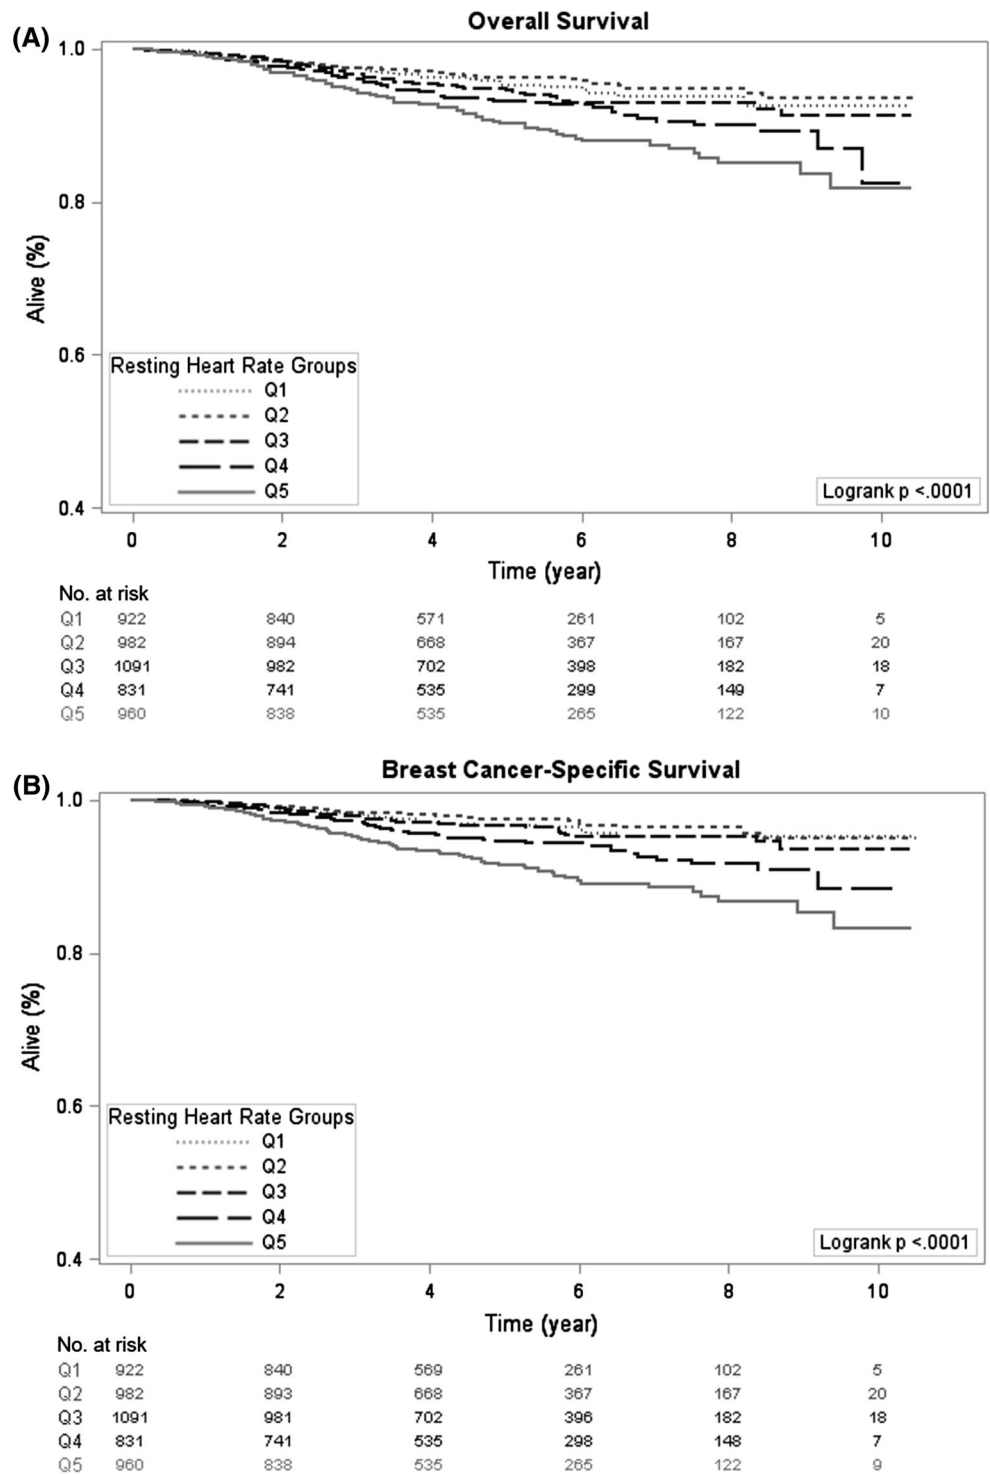 (A)
Overall Survival
1.0
0.8
0.6
0.4
Alive (%)
Resting Heart Rate Groups
Q1
Q2
Q3
Q4
Q5
Logrank p <.0001
0 2 4 6 8 10
Time (year)
No. at risk
Q1 922 840 571 261 102 5
Q2 982 894 668 367 167 20
Q3 1091 982 702 398 182 18
Q4 831 741 535 299 149 7
Q5 960 838 535 265 122 10
(B)
Breast Cancer-Specific Survival
1.0
0.8
0.6
0.4
Alive (%)
Resting Heart Rate Groups
Q1
Q2
Q3
Q4
Q5
Logrank p <.0001
0 2 4 6 8 10
Time (year)
No. at risk
Q1 922 840 569 261 102 5
Q2 982 893 668 367 167 20
Q3 1091 981 702 396 182 18
Q4 831 741 535 298 148 7
Q5 960 838 535 265 122 9